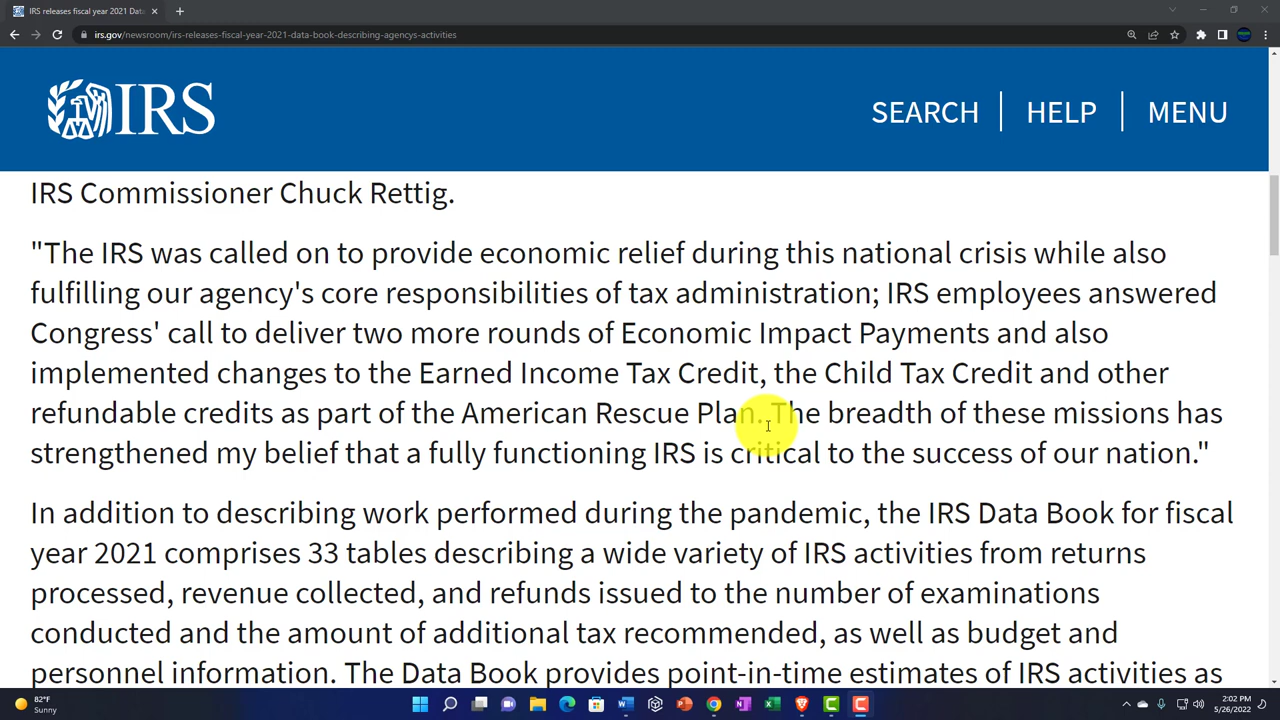 IRS releases fiscal year 2021 Dat
irs.gov/newsroom/irs-releases-fiscal-year-2021-data-book-describing-agencys-activities
IRS
SEARCH
HELP
MENU
IRS Commissioner Chuck Rettig.
"The IRS was called on to provide economic relief during this national crisis while also
fulfilling our agency's core responsibilities of tax administration; IRS employees answered
Congress' call to deliver two more rounds of Economic Impact Payments and also
implemented changes to the Earned Income Tax Credit, the Child Tax Credit and other
refundable credits as part of the American Rescue Plan. The breadth of these missions has
strengthened my belief that a fully functioning IRS is critical to the success of our nation."
In addition to describing work performed during the pandemic, the IRS Data Book for fiscal
year 2021 comprises 33 tables describing a wide variety of IRS activities from returns
processed, revenue collected, and refunds issued to the number of examinations
conducted and the amount of additional tax recommended, as well as budget and
personnel information. The Data Book provides point-in-time estimates of IRS activities as
82°F
Sunny
2:02 PM
5/26/2022